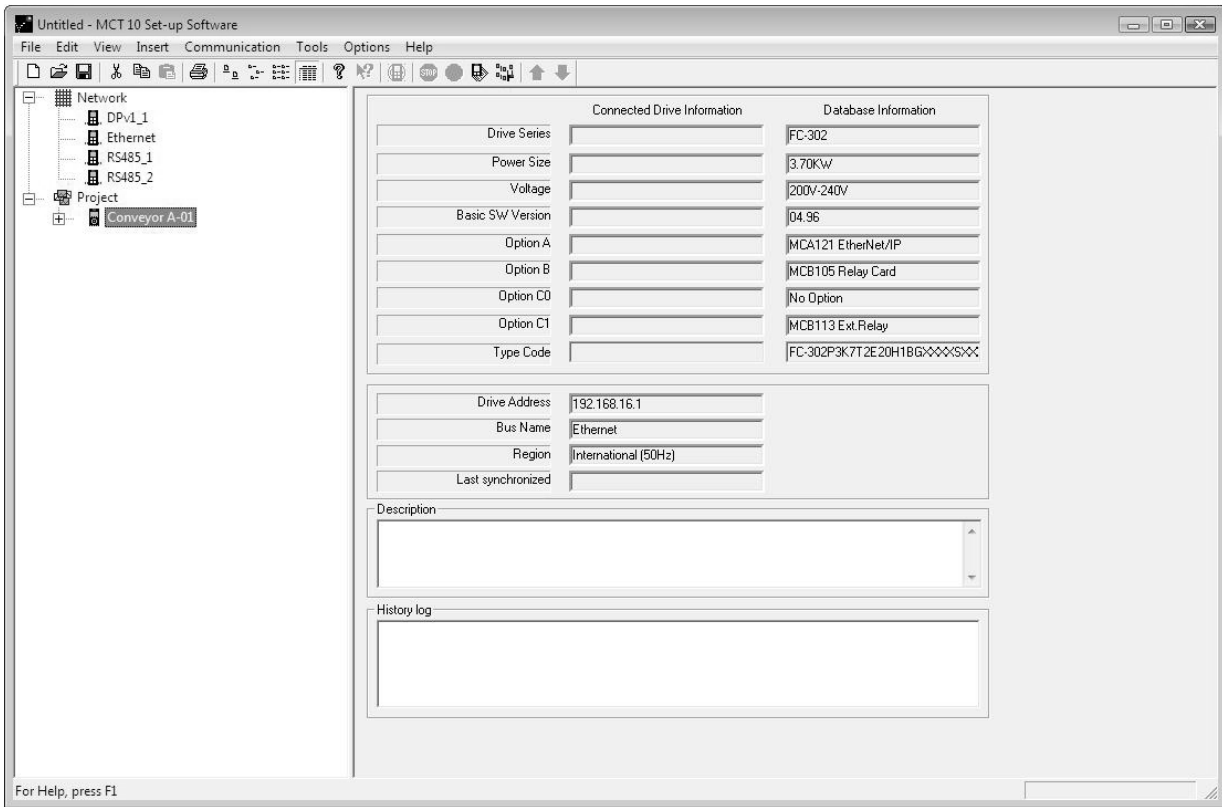 Untitled - MCT 10 Set-up Software
File Edit View Insert Communication Tools Options Help
STOP
Network
DPv1_1
Ethernet
RS485_1
RS485_2
Project
Conveyor A-01
Connected Drive Information Database Information
Drive Series FC-302
Power Size 3.70KW
Voltage 200V-240V
Basic SW Version 04.96
Option A MCA121 EtherNet/IP
Option B MCB105 Relay Card
Option C0 No Option
Option C1 MCB113 Ext.Relay
Type Code FC-302P3K7T2E20H1BGXXXXSXX
Drive Address 192.168.16.1
Bus Name Ethernet
Region International (50Hz)
Last synchronized
Description
History log
For Help, press F1